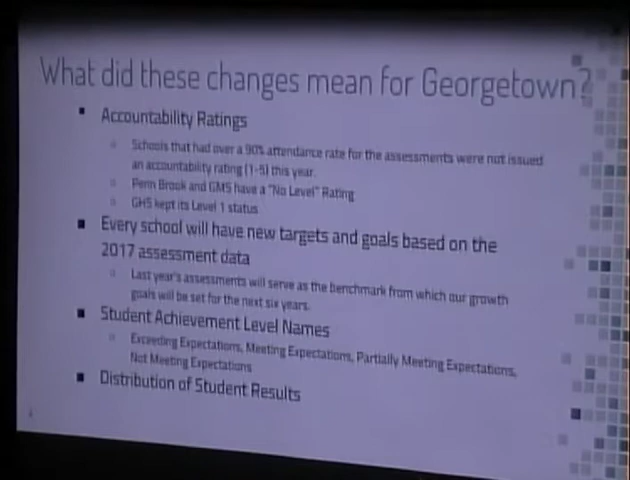 What did these changes mean for Georgetown?
Accountability Ratings
Schools that had over a 90% attendance rate for the assessments were not issued
an accountability rating (1-5) this year.
Penn Brook and GMS have a "No Level" Rating
GHS kept its Level 1 status
Every school will have new targets and goals based on the
2017 assessment data
Last year's assessments will serve as the benchmark from which our growth
goals will be set for the next six years.
Student Achievement Level Names
Exceeding Expectations, Meeting Expectations, Partially Meeting Expectations,
Not Meeting Expectations
Distribution of Student Results